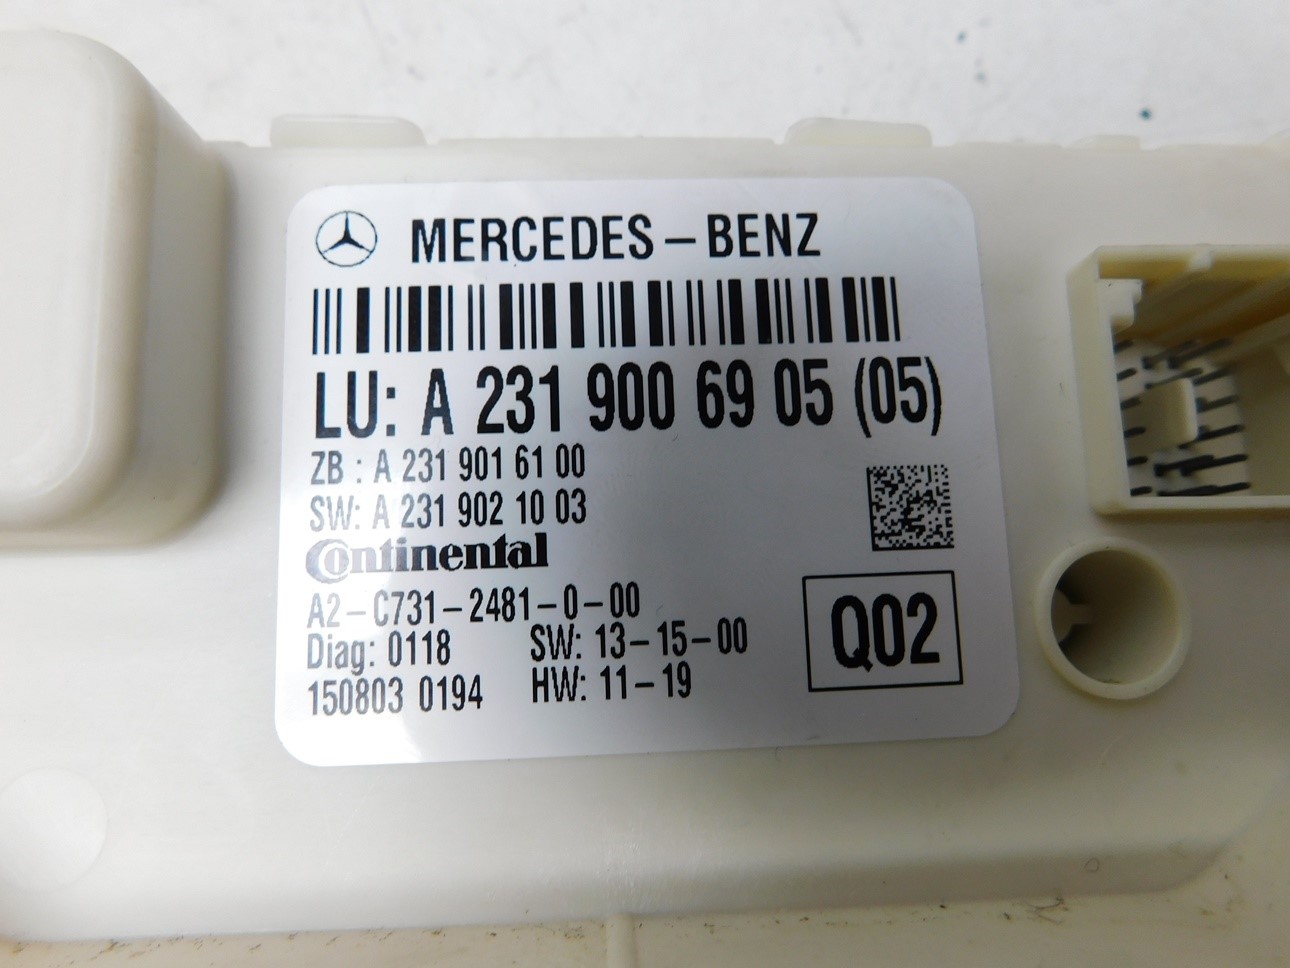 MERCEDES-BENZ
LU: A 231 900 69 05 (05)
ZB : A 231 901 61 00
SW: A 231 902 10 03
Continental
A2-C731-2481-0-00
Diag: 0118 SW: 13-15-00
150803 0194 HW: 11-19
Q02